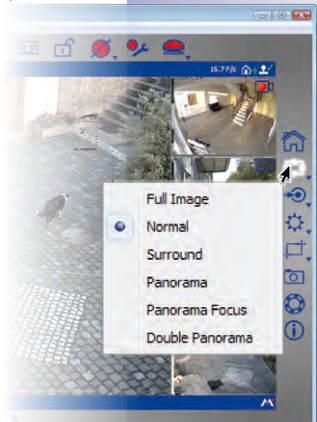 16.7 F/s
Full Image
Normal
Surround
Panorama
Panorama Focus
Double Panorama